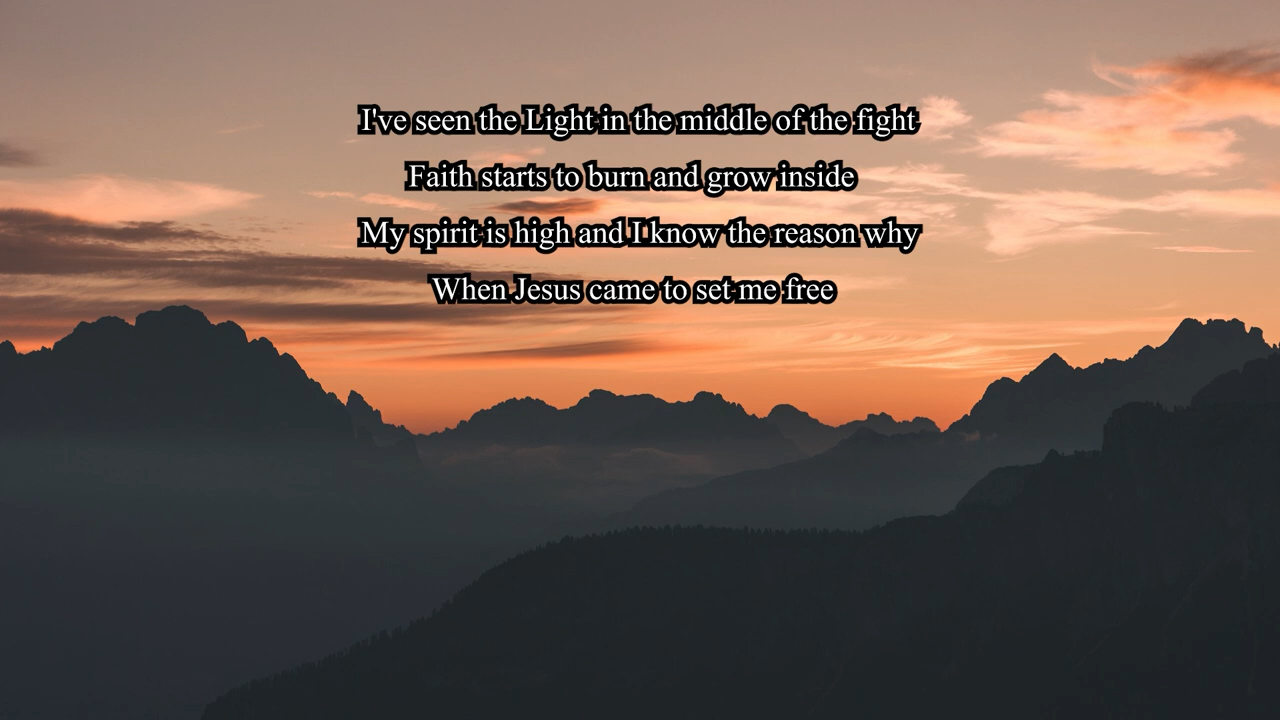 I've seen the Light in the middle of the fight
Faith starts to burn and grow inside
My spirit is high and I know the reason why
When Jesus came to set me free